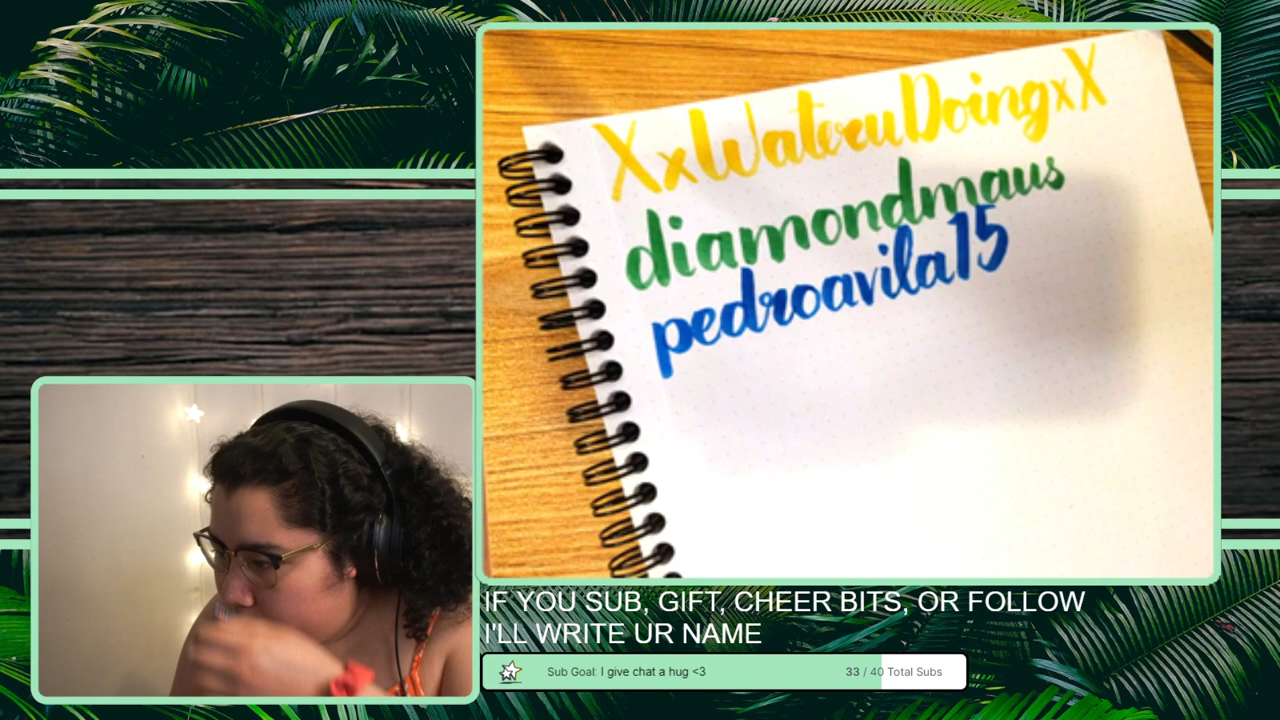 XxWateruDoingxX
diamondmaus
pedroavila15
IF YOU SUB, GIFT, CHEER BITS, OR FOLLOW
I'LL WRITE UR NAME
Sub Goal: I give chat a hug <3 33 / 40 Total Subs